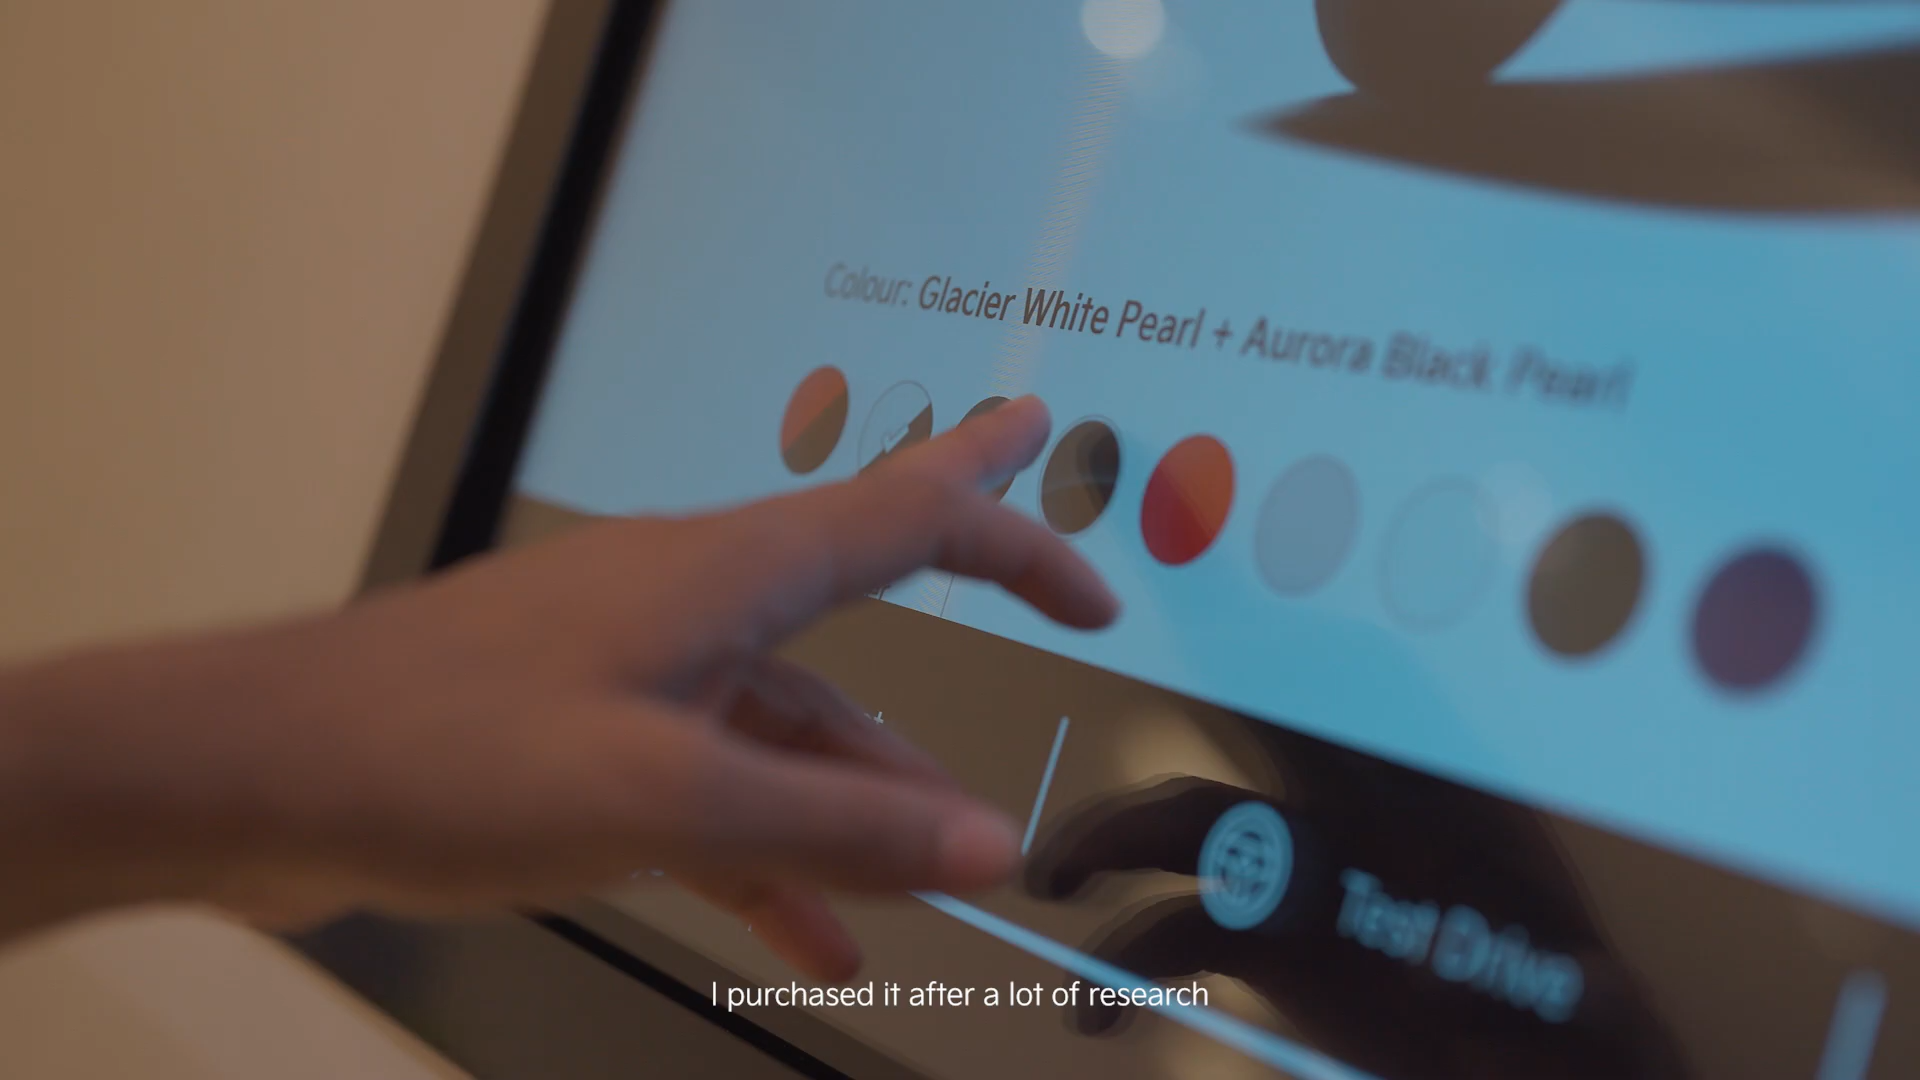 Colour: Glacier White Pearl + Aurora Black Pearl
Test Drive
I purchased it after a lot of research